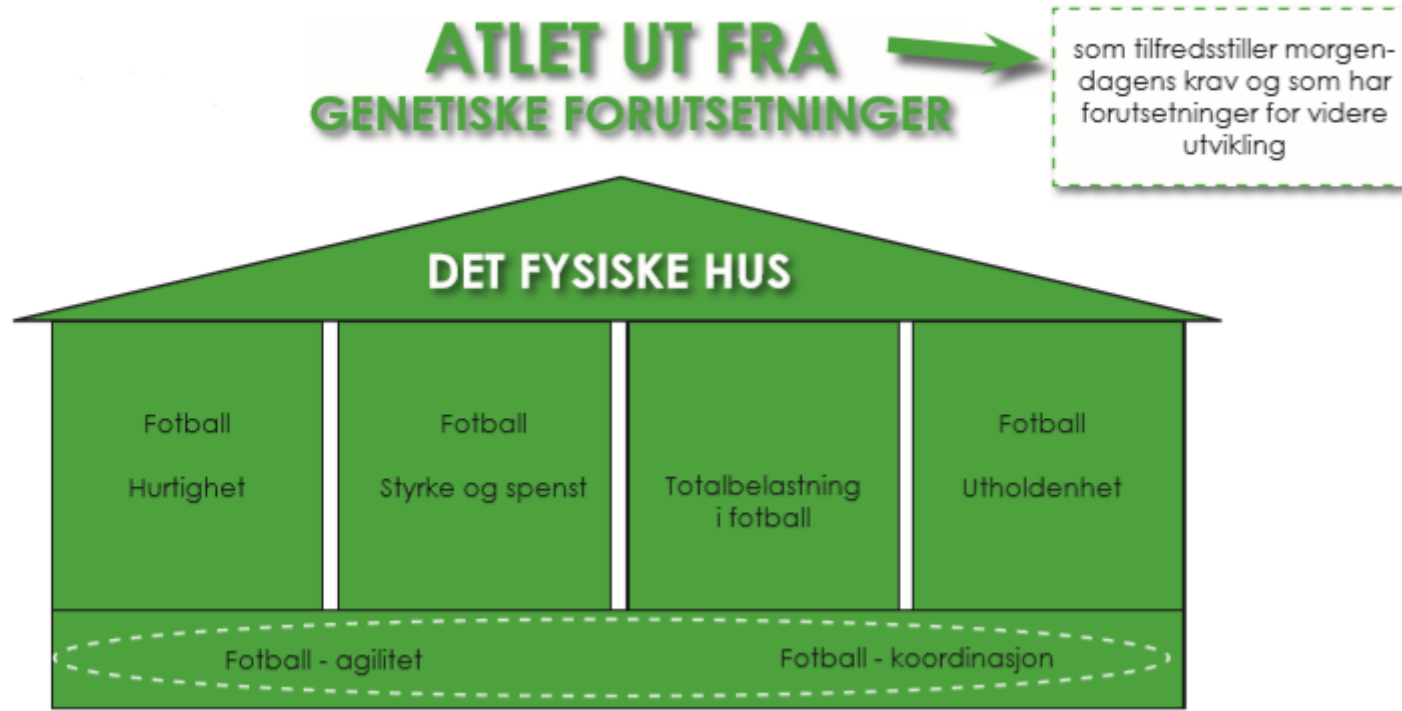 ATLET UT FRA
GENETISKE FORUTSETNINGER
som tilfredsstiller morgen-
dagens krav og som har
forutsetninger for videre
utvikling
DET FYSISKE HUS
Fotball
Hurtighet
Fotball
Styrke og spenst
Totalbelastning
i fotball
Fotball
Utholdenhet
Fotball - agilitet
Fotball - koordinasjon